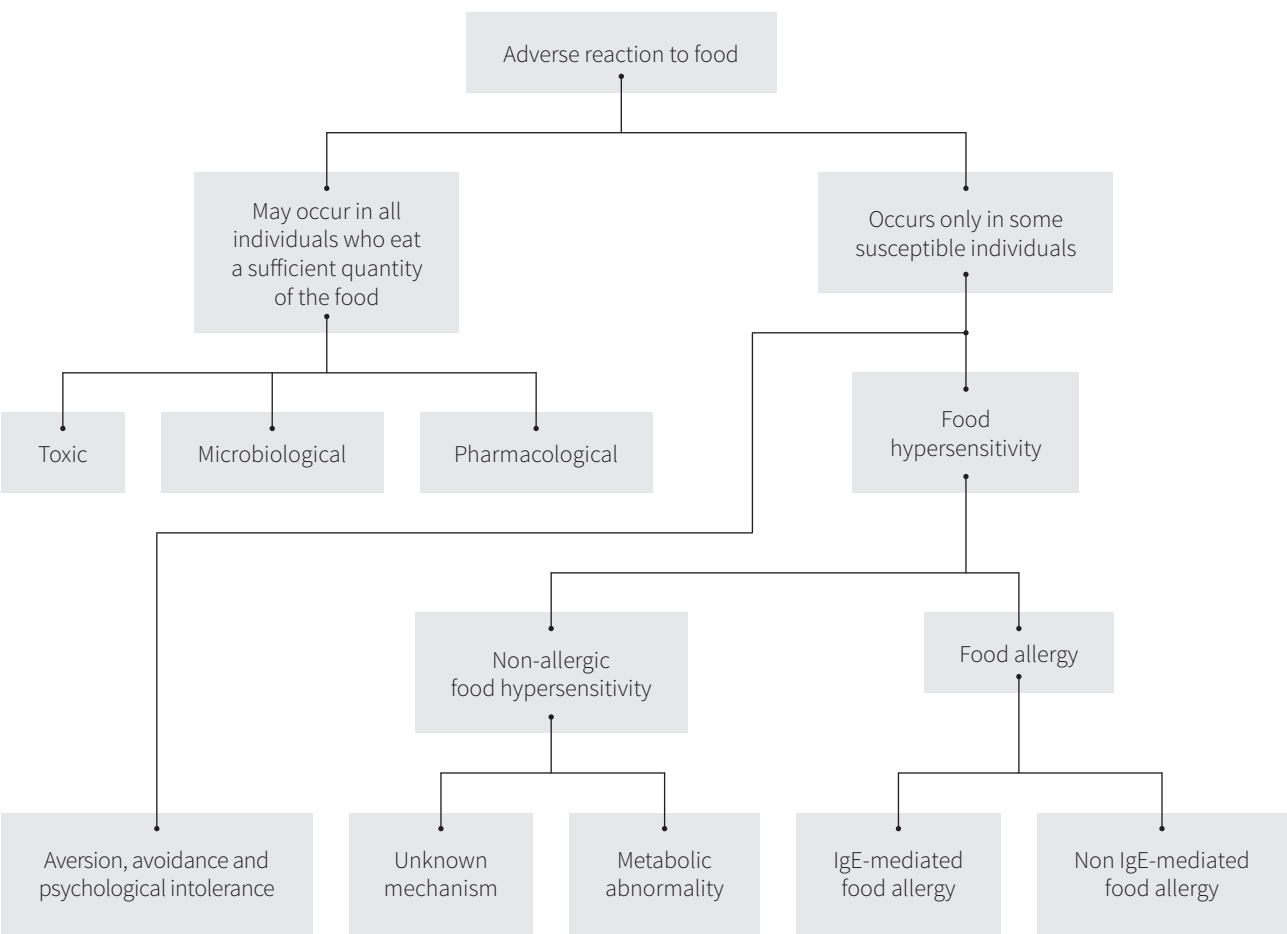 Adverse reaction to food
May occur in all
individuals who eat
a sufficient quantity
of the food
Occurs only in some
susceptible individuals
Toxic
Microbiological
Pharmacological
Food
hypersensitivity
Non-allergic
food hypersensitivity
Food allergy
Aversion, avoidance and
psychological intolerance
Unknown
mechanism
Metabolic
abnormality
IgE-mediated
food allergy
Non IgE-mediated
food allergy